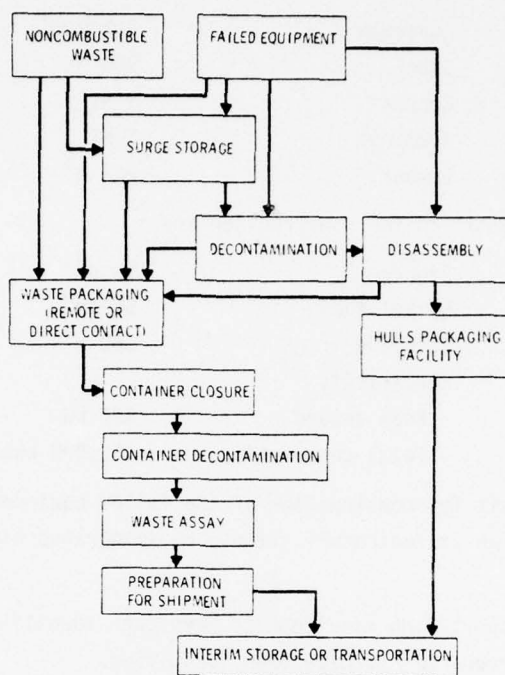 NONCOMBUSTIBLE
WASTE
FAILED EQUIPMENT
SURGE STORAGE
DECONTAMINATION
DISASSEMBLY
WASTE PACKAGING
(REMOTE OR
DIRECT CONTACT)
HULLS PACKAGING
FACILITY
CONTAINER CLOSURE
CONTAINER DECONTAMINATION
WASTE ASSAY
PREPARATION
FOR SHIPMENT
INTERIM STORAGE OR TRANSPORTATION